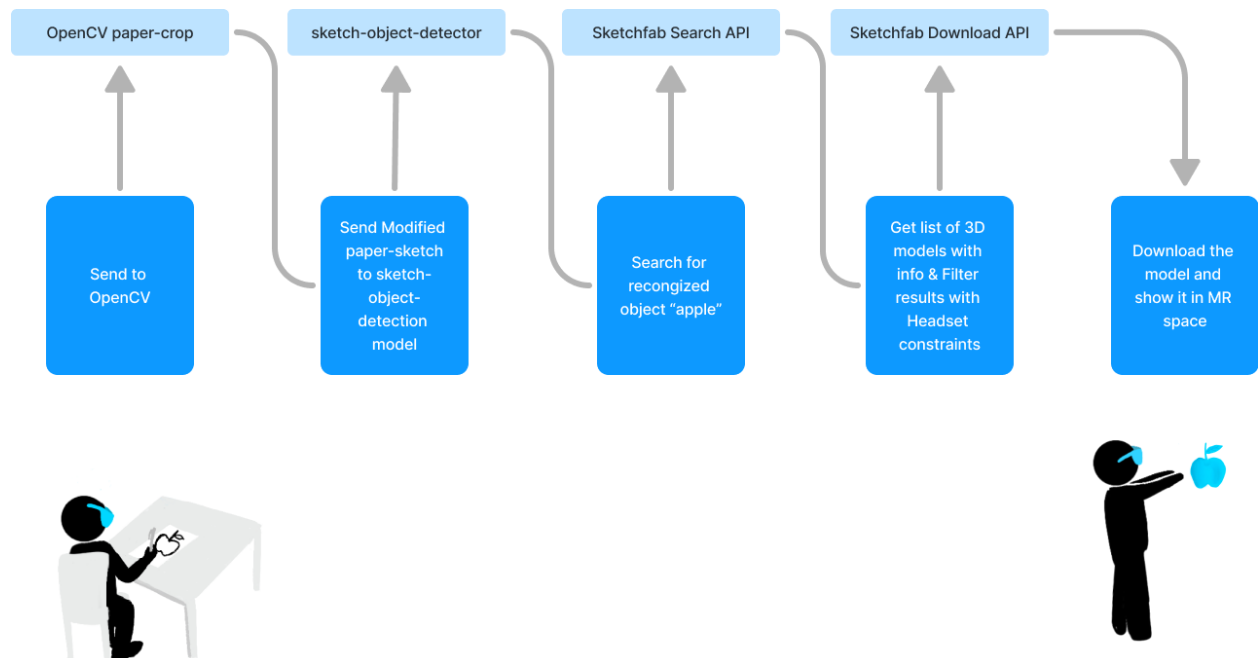 OpenCV paper-crop
sketch-object-detector
Sketchfab Search API
Sketchfab Download API
Send to
OpenCV
Send Modified
paper-sketch
to sketch-
object-
detection
model
Search for
recongized
object “apple”
Get list of 3D
models with
info & Filter
results with
Headset
constraints
Download the
model and
show it in MR
space